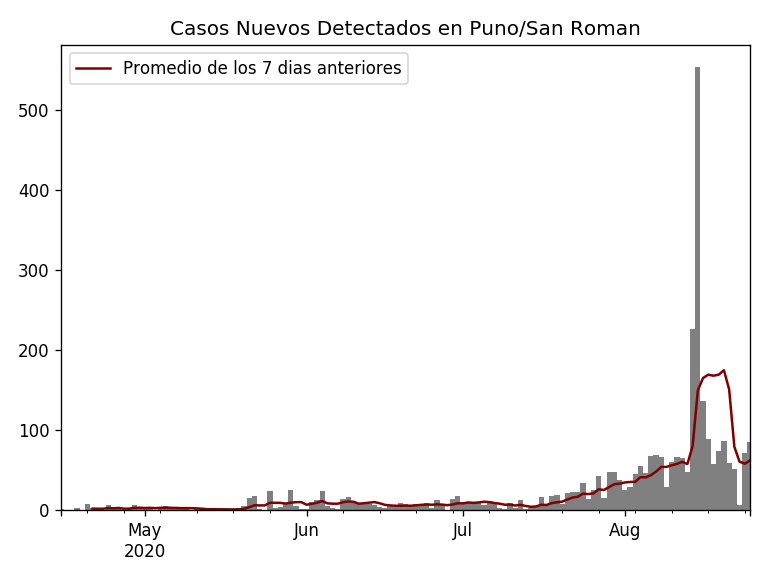 Casos Nuevos Detectados en Puno/San Roman
Promedio de los 7 dias anteriores
500
400
300
200
100
0
May Jun Jul Aug
2020